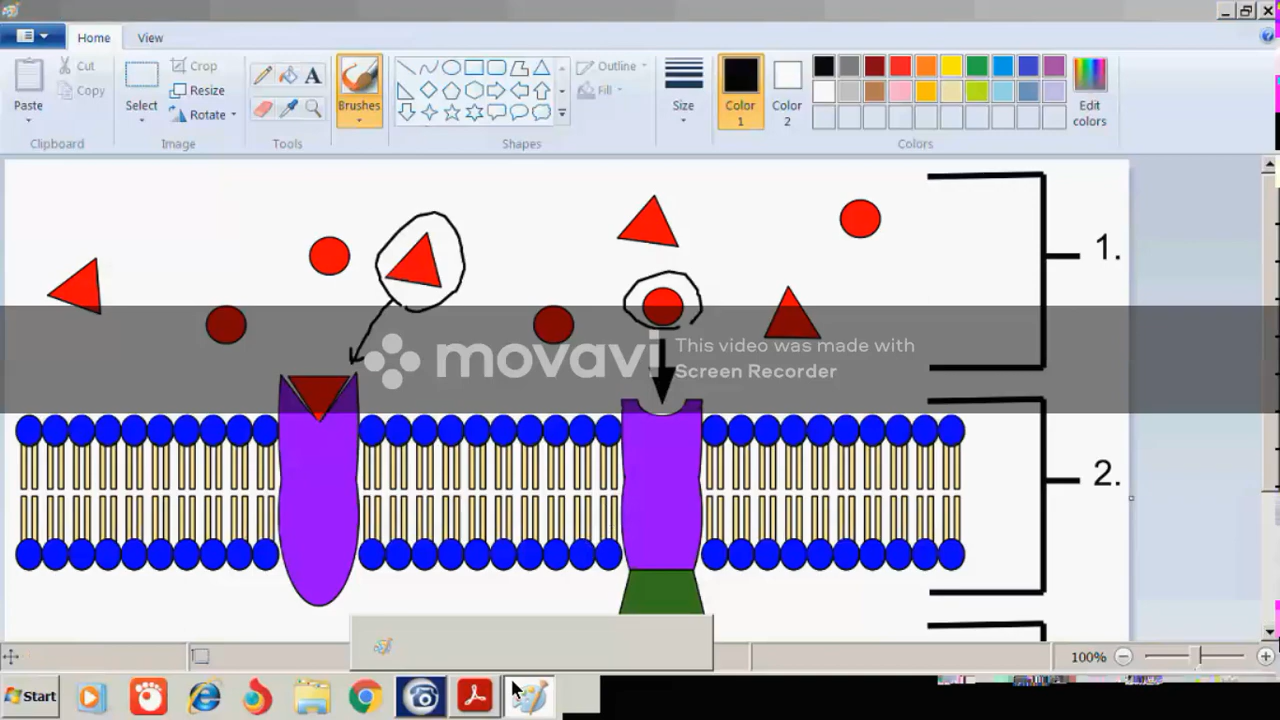 Home View
Cut
Copy
Paste
Clipboard
Crop
Resize
Rotate
Select
Image
A
Tools
Brushes
Shapes
Outline
Fill
Size
Color 1
Color 2
Edit colors
Colors
1.
movavi
This video was made with
Screen Recorder
2.
100%
Start